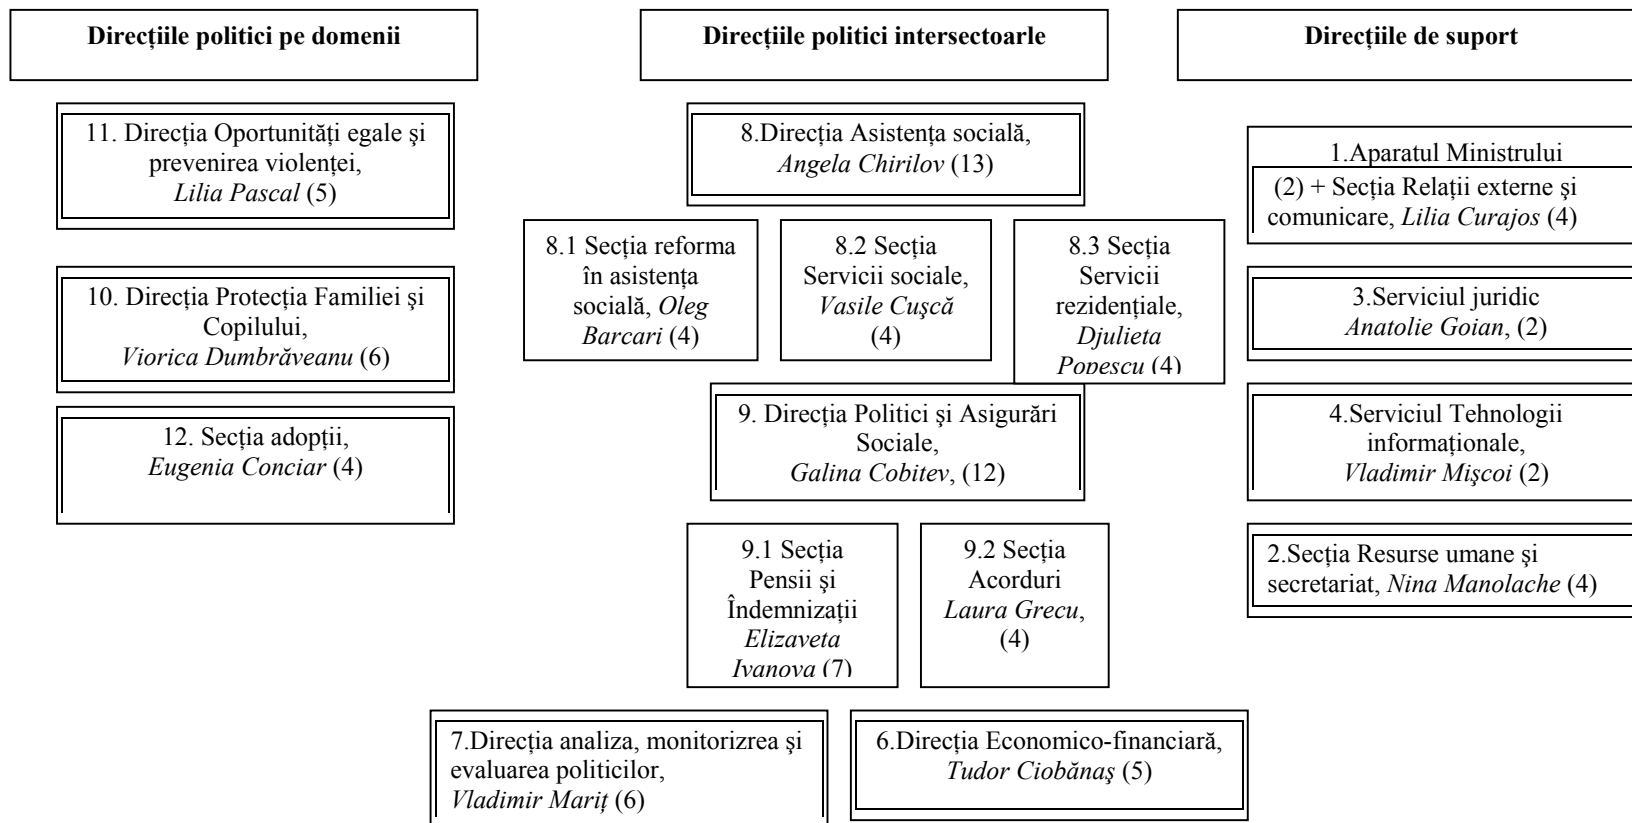 Direcțiile politici pe domenii
Direcțiile politici intersectoarle
Direcțiile de suport
11. Direcția Oportunități egale şi
prevenirea violenței,
Lilia Pascal (5)
10. Direcția Protecția Familiei şi
Copilului,
Viorica Dumbrăveanu (6)
12. Secția adopții,
Eugenia Conciar (4)
8.Direcția Asistența socială,
Angela Chirilov (13)
8.1 Secția reforma
în asistența
socială, Oleg
Barcari (4)
8.2 Secția
Servicii sociale,
Vasile Cuşcă
(4)
8.3 Secția
Servicii
rezidențiale,
Djulieta
Popescu (4)
9. Direcția Politici şi Asigurări
Sociale,
Galina Cobitev, (12)
9.1 Secția
Pensii şi
Îndemnizații
Elizaveta
Ivanova (7)
9.2 Secția
Acorduri
Laura Grecu,
(4)
7.Direcția analiza, monitorizrea şi
evaluarea politicilor,
Vladimir Mariț (6)
6.Direcția Economico-financiară,
Tudor Ciobănaş (5)
1.Aparatul Ministrului
(2) + Secția Relații externe şi
comunicare, Lilia Curajos (4)
3.Serviciul juridic
Anatolie Goian, (2)
4.Serviciul Tehnologii
informaționale,
Vladimir Mişcoi (2)
2.Secția Resurse umane şi
secretariat, Nina Manolache (4)